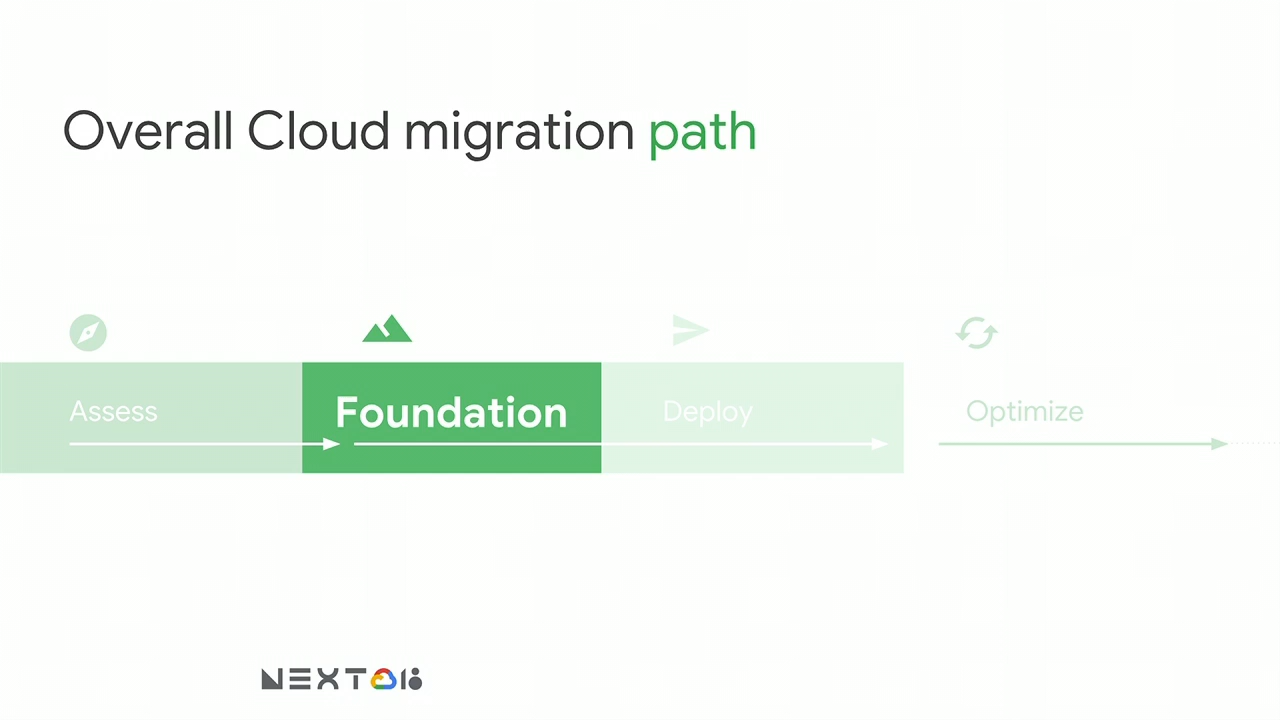 Overall Cloud migration path
Assess
Foundation
Deploy
Optimize
NEXT 18